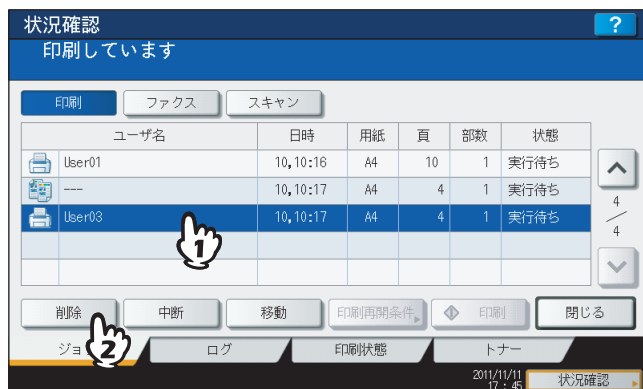 状況確認 ?
印刷しています
印刷 ファクス スキャン
ユーザ名 日時 用紙 頁 部数 状態
User01 10,10:16 A4 10 1 実行待ち
--- 10,10:17 A4 4 1 実行待ち
User03 10,10:17 A4 4 1 実行待ち
1
4/4
削除 中断 移動 印刷再開条件 印刷 閉じる
2
ログ 印刷状態 トナー
2011/11/11
17:45 状況確認